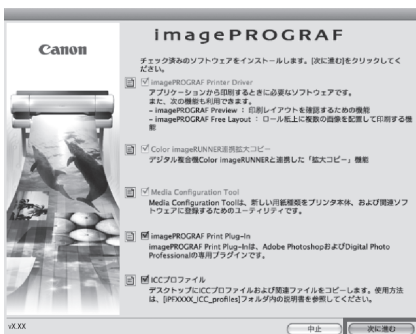 Canon
imagePROGRAF
チェック済みのソフトウェアをインストールします。[次に進む]をクリックしてく
ださい。
imagePROGRAF Printer Driver
アプリケーションから印刷するときに必要なソフトウェアです。
また、次の機能も利用できます。
- imagePROGRAF Preview ： 印刷レイアウトを確認するための機能
- imagePROGRAF Free Layout ： ロール紙上に複数の画像を配置して印刷する機
能
Color imageRUNNER連携拡大コピー
デジタル複合機Color imageRUNNERと連携した「拡大コピー」機能
Media Configuration Tool
Media Configuration Toolは、新しい用紙種類をプリンタ本体、および関連ソフ
トウェアに登録するためのユーティリティです。
imagePROGRAF Print Plug-In
imagePROGRAF Print Plug-Inは、Adobe PhotoshopおよびDigital Photo
Professionalの専用プラグインです。
ICCプロファイル
デスクトップにICCプロファイルおよび関連ファイルをコピーします。使用方法
は、[iPFXXXX_ICC_profiles]フォルダ内の説明書を参照してください。
vX.XX
中止
次に進む